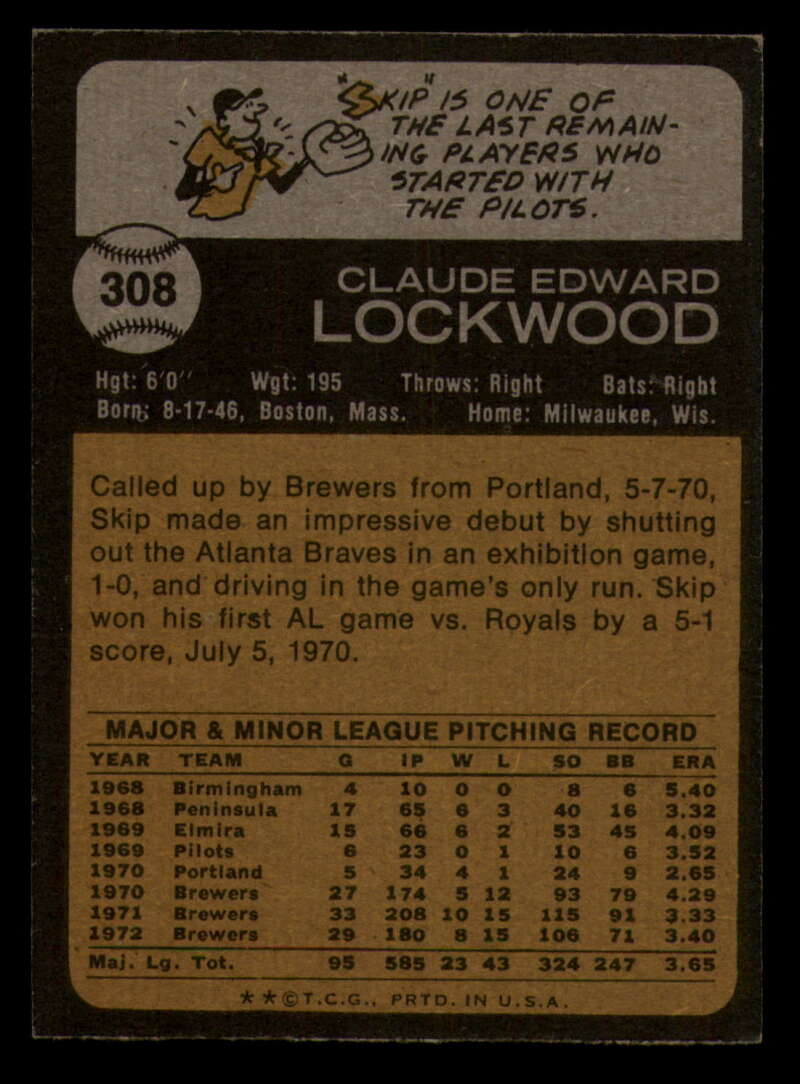 "SKIP" IS ONE OF
THE LAST REMAIN-
ING PLAYERS WHO
STARTED WITH
THE PILOTS.
308
CLAUDE EDWARD
LOCKWOOD
Hgt: 6'0" Wgt: 195 Throws: Right Bats: Right
Born: 8-17-46, Boston, Mass. Home: Milwaukee, Wis.
Called up by Brewers from Portland, 5-7-70,
Skip made an impressive debut by shutting
out the Atlanta Braves in an exhibition game,
1-0, and driving in the game's only run. Skip
won his first AL game vs. Royals by a 5-1
score, July 5, 1970.
MAJOR & MINOR LEAGUE PITCHING RECORD
YEAR TEAM G IP W L SO BB ERA
1968 Birmingham 4 10 0 0 8 6 5.40
1968 Peninsula 17 65 6 3 40 16 3.32
1969 Elmira 15 66 6 2 53 45 4.09
1969 Pilots 6 23 0 1 10 6 3.52
1970 Portland 5 34 4 1 24 9 2.65
1970 Brewers 27 174 5 12 93 79 4.29
1971 Brewers 33 208 10 15 115 91 3.33
1972 Brewers 29 180 8 15 106 71 3.40
Maj. Lg. Tot. 95 585 23 43 324 247 3.65
**©T.C.G., PRTD. IN U.S.A.